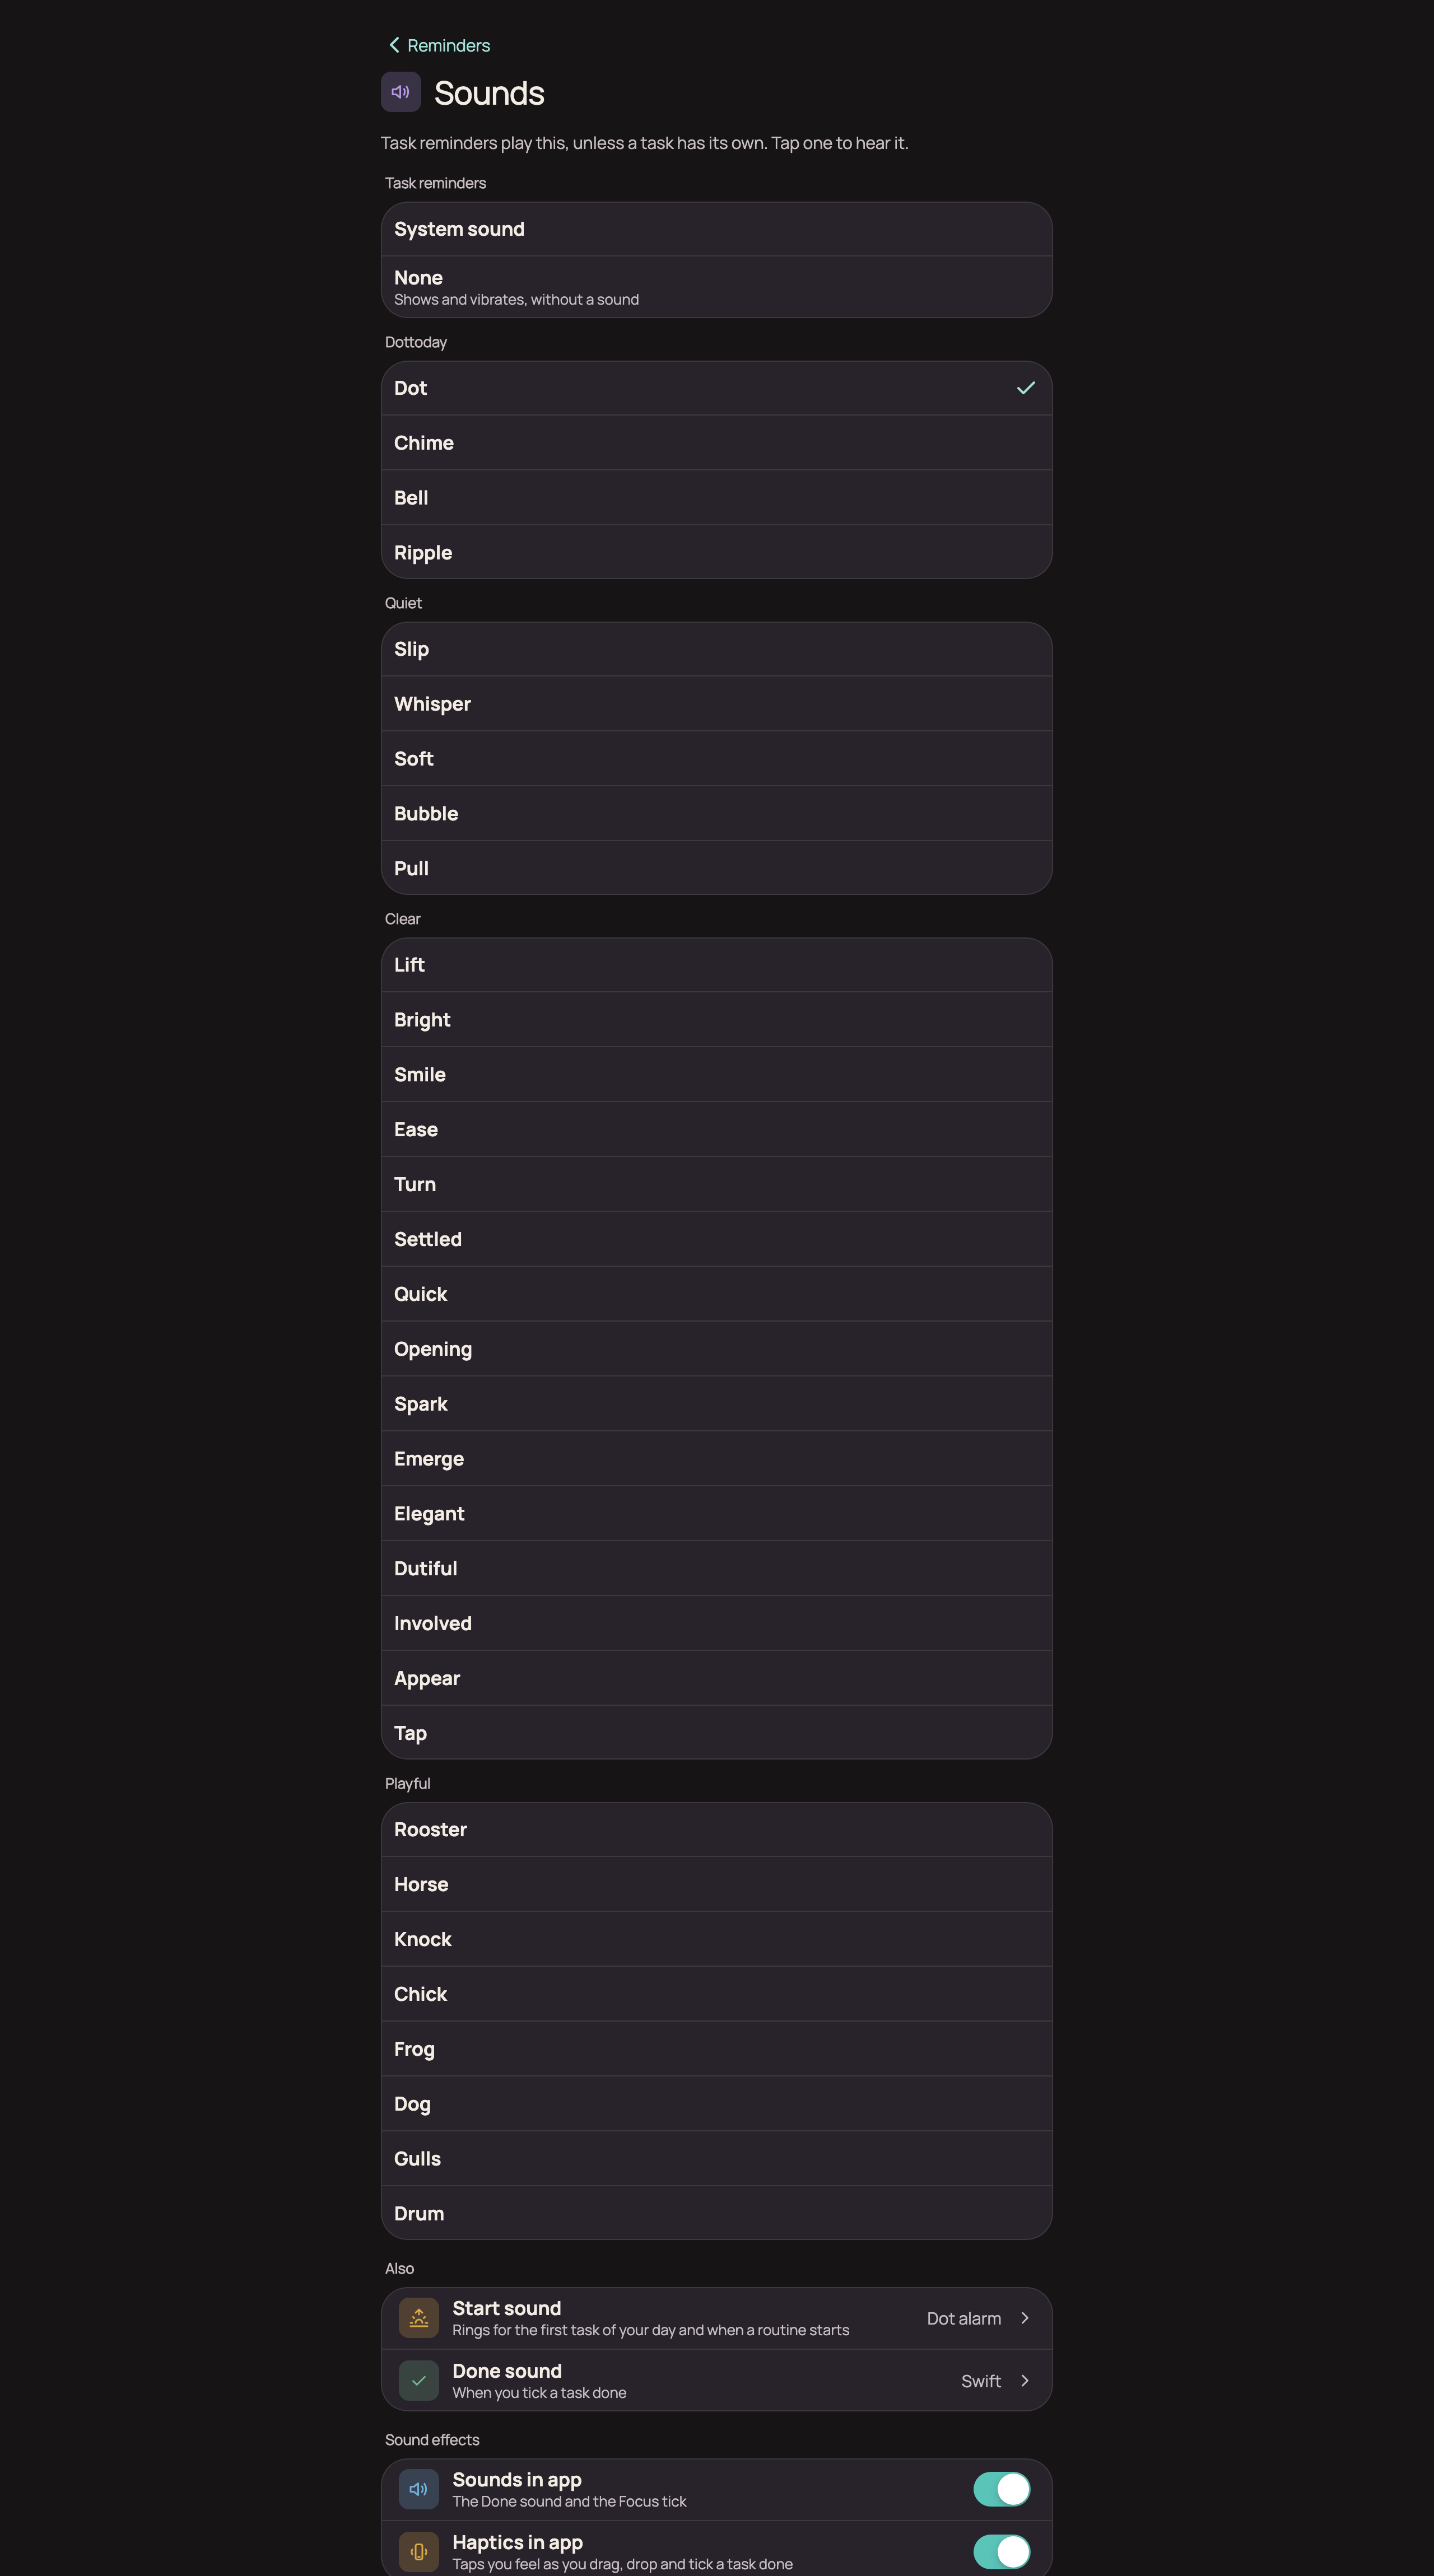 Reminders
Sounds
Task reminders play this, unless a task has its own. Tap one to hear it.
Task reminders
System sound
None
Shows and vibrates, without a sound
Dottoday
Dot
Chime
Bell
Ripple
Quiet
Slip
Whisper
Soft
Bubble
Pull
Clear
Lift
Bright
Smile
Ease
Turn
Settled
Quick
Opening
Spark
Emerge
Elegant
Dutiful
Involved
Appear
Tap
Playful
Rooster
Horse
Knock
Chick
Frog
Dog
Gulls
Drum
Also
Start sound
Rings for the first task of your day and when a routine starts
Dot alarm
Done sound
When you tick a task done
Swift
Sound effects
Sounds in app
The Done sound and the Focus tick
Haptics in app
Taps you feel as you drag, drop and tick a task done